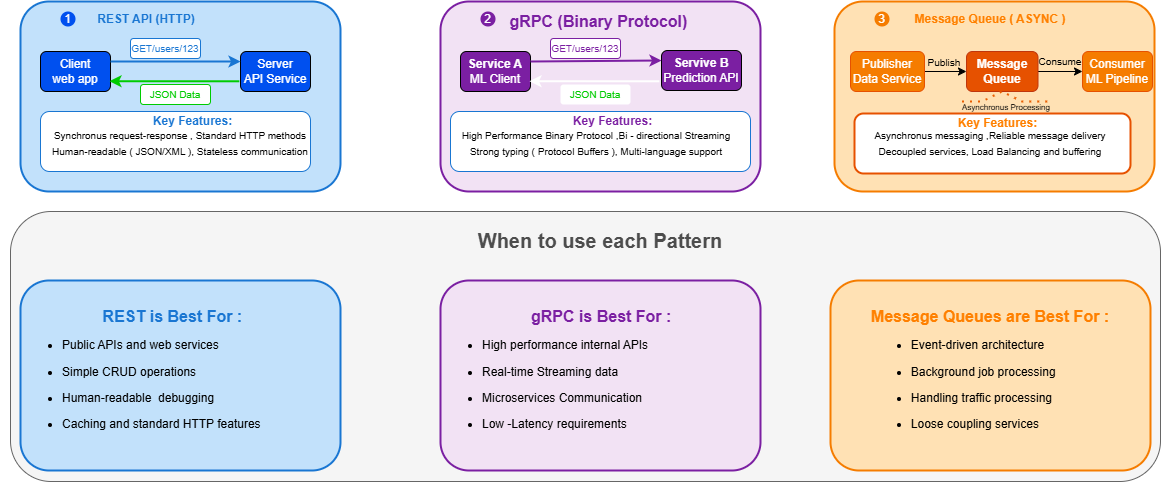 1 REST API (HTTP)
GET/users/123
Client
web app
Server
API Service
JSON Data
Key Features:
Synchronus request-response , Standard HTTP methods
Human-readable ( JSON/XML ), Stateless communication
2 gRPC (Binary Protocol)
GET/users/123
Service A
ML Client
Servive B
Prediction API
JSON Data
Key Features:
High Performance Binary Protocol ,Bi - directional Streaming
Strong typing ( Protocol Buffers ), Multi-language support
3 Message Queue ( ASYNC )
Publisher
Data Service
Publish
Message
Queue
Consume
Consumer
ML Pipeline
Asynchronus Processing
Key Features:
Asynchronus messaging ,Reliable message delivery
Decoupled services, Load Balancing and buffering
When to use each Pattern
REST is Best For :
• Public APIs and web services
• Simple CRUD operations
• Human-readable debugging
• Caching and standard HTTP features
gRPC is Best For :
• High performance internal APIs
• Real-time Streaming data
• Microservices Communication
• Low -Latency requirements
Message Queues are Best For :
• Event-driven architecture
• Background job processing
• Handling traffic processing
• Loose coupling services